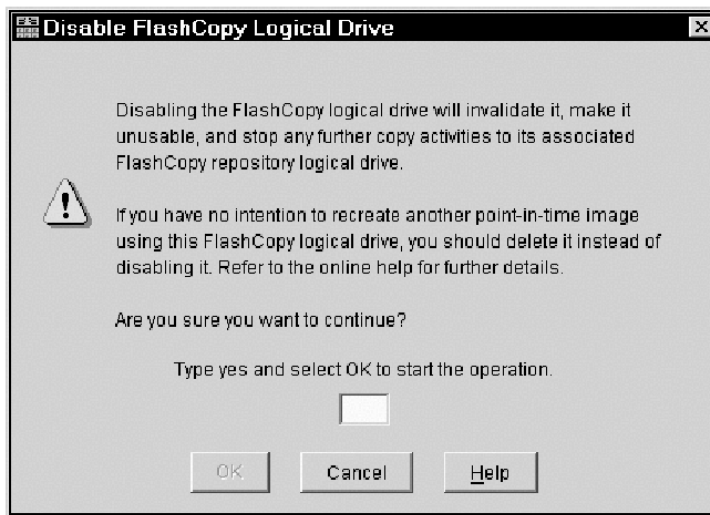 Disable FlashCopy Logical Drive
Disabling the FlashCopy logical drive will invalidate it, make it
unusable, and stop any further copy activities to its associated
FlashCopy repository logical drive.
If you have no intention to recreate another point-in-time image
using this FlashCopy logical drive, you should delete it instead of
disabling it. Refer to the online help for further details.
Are you sure you want to continue?
Type yes and select OK to start the operation.
OK Cancel Help